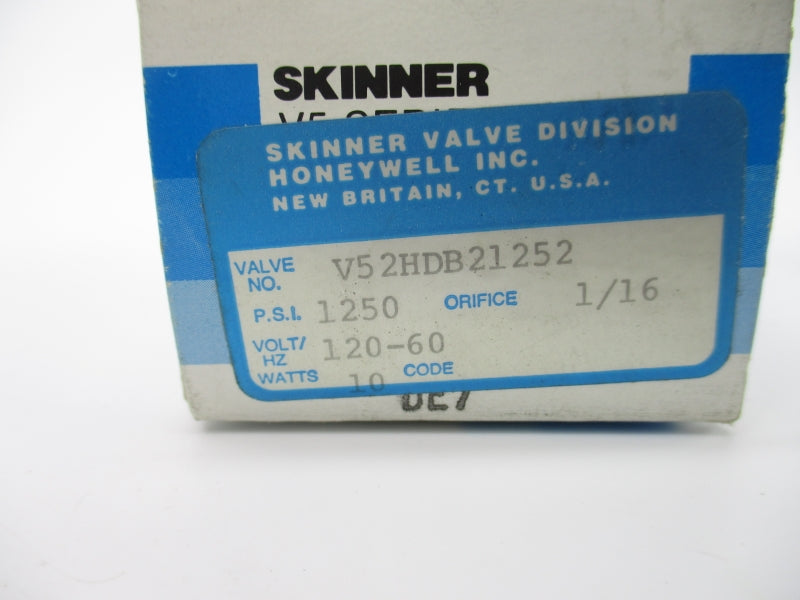 SKINNER
SKINNER VALVE DIVISION
HONEYWELL INC.
NEW BRITAIN, CT. U.S.A.
VALVE NO. V52HDB21252
P.S.I. 1250 ORIFICE 1/16
VOLT/HZ 120-60
WATTS 10 CODE